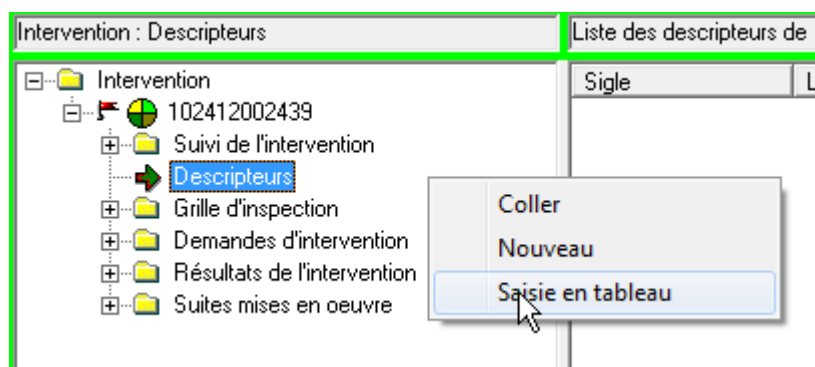 Intervention : Descripteurs
Liste des descripteurs de
Sigle
L
Intervention
102412002439
Suivi de l'intervention
Descripteurs
Grille d'inspection
Demandes d'intervention
Résultats de l'intervention
Suites mises en oeuvre
Coller
Nouveau
Saisie en tableau